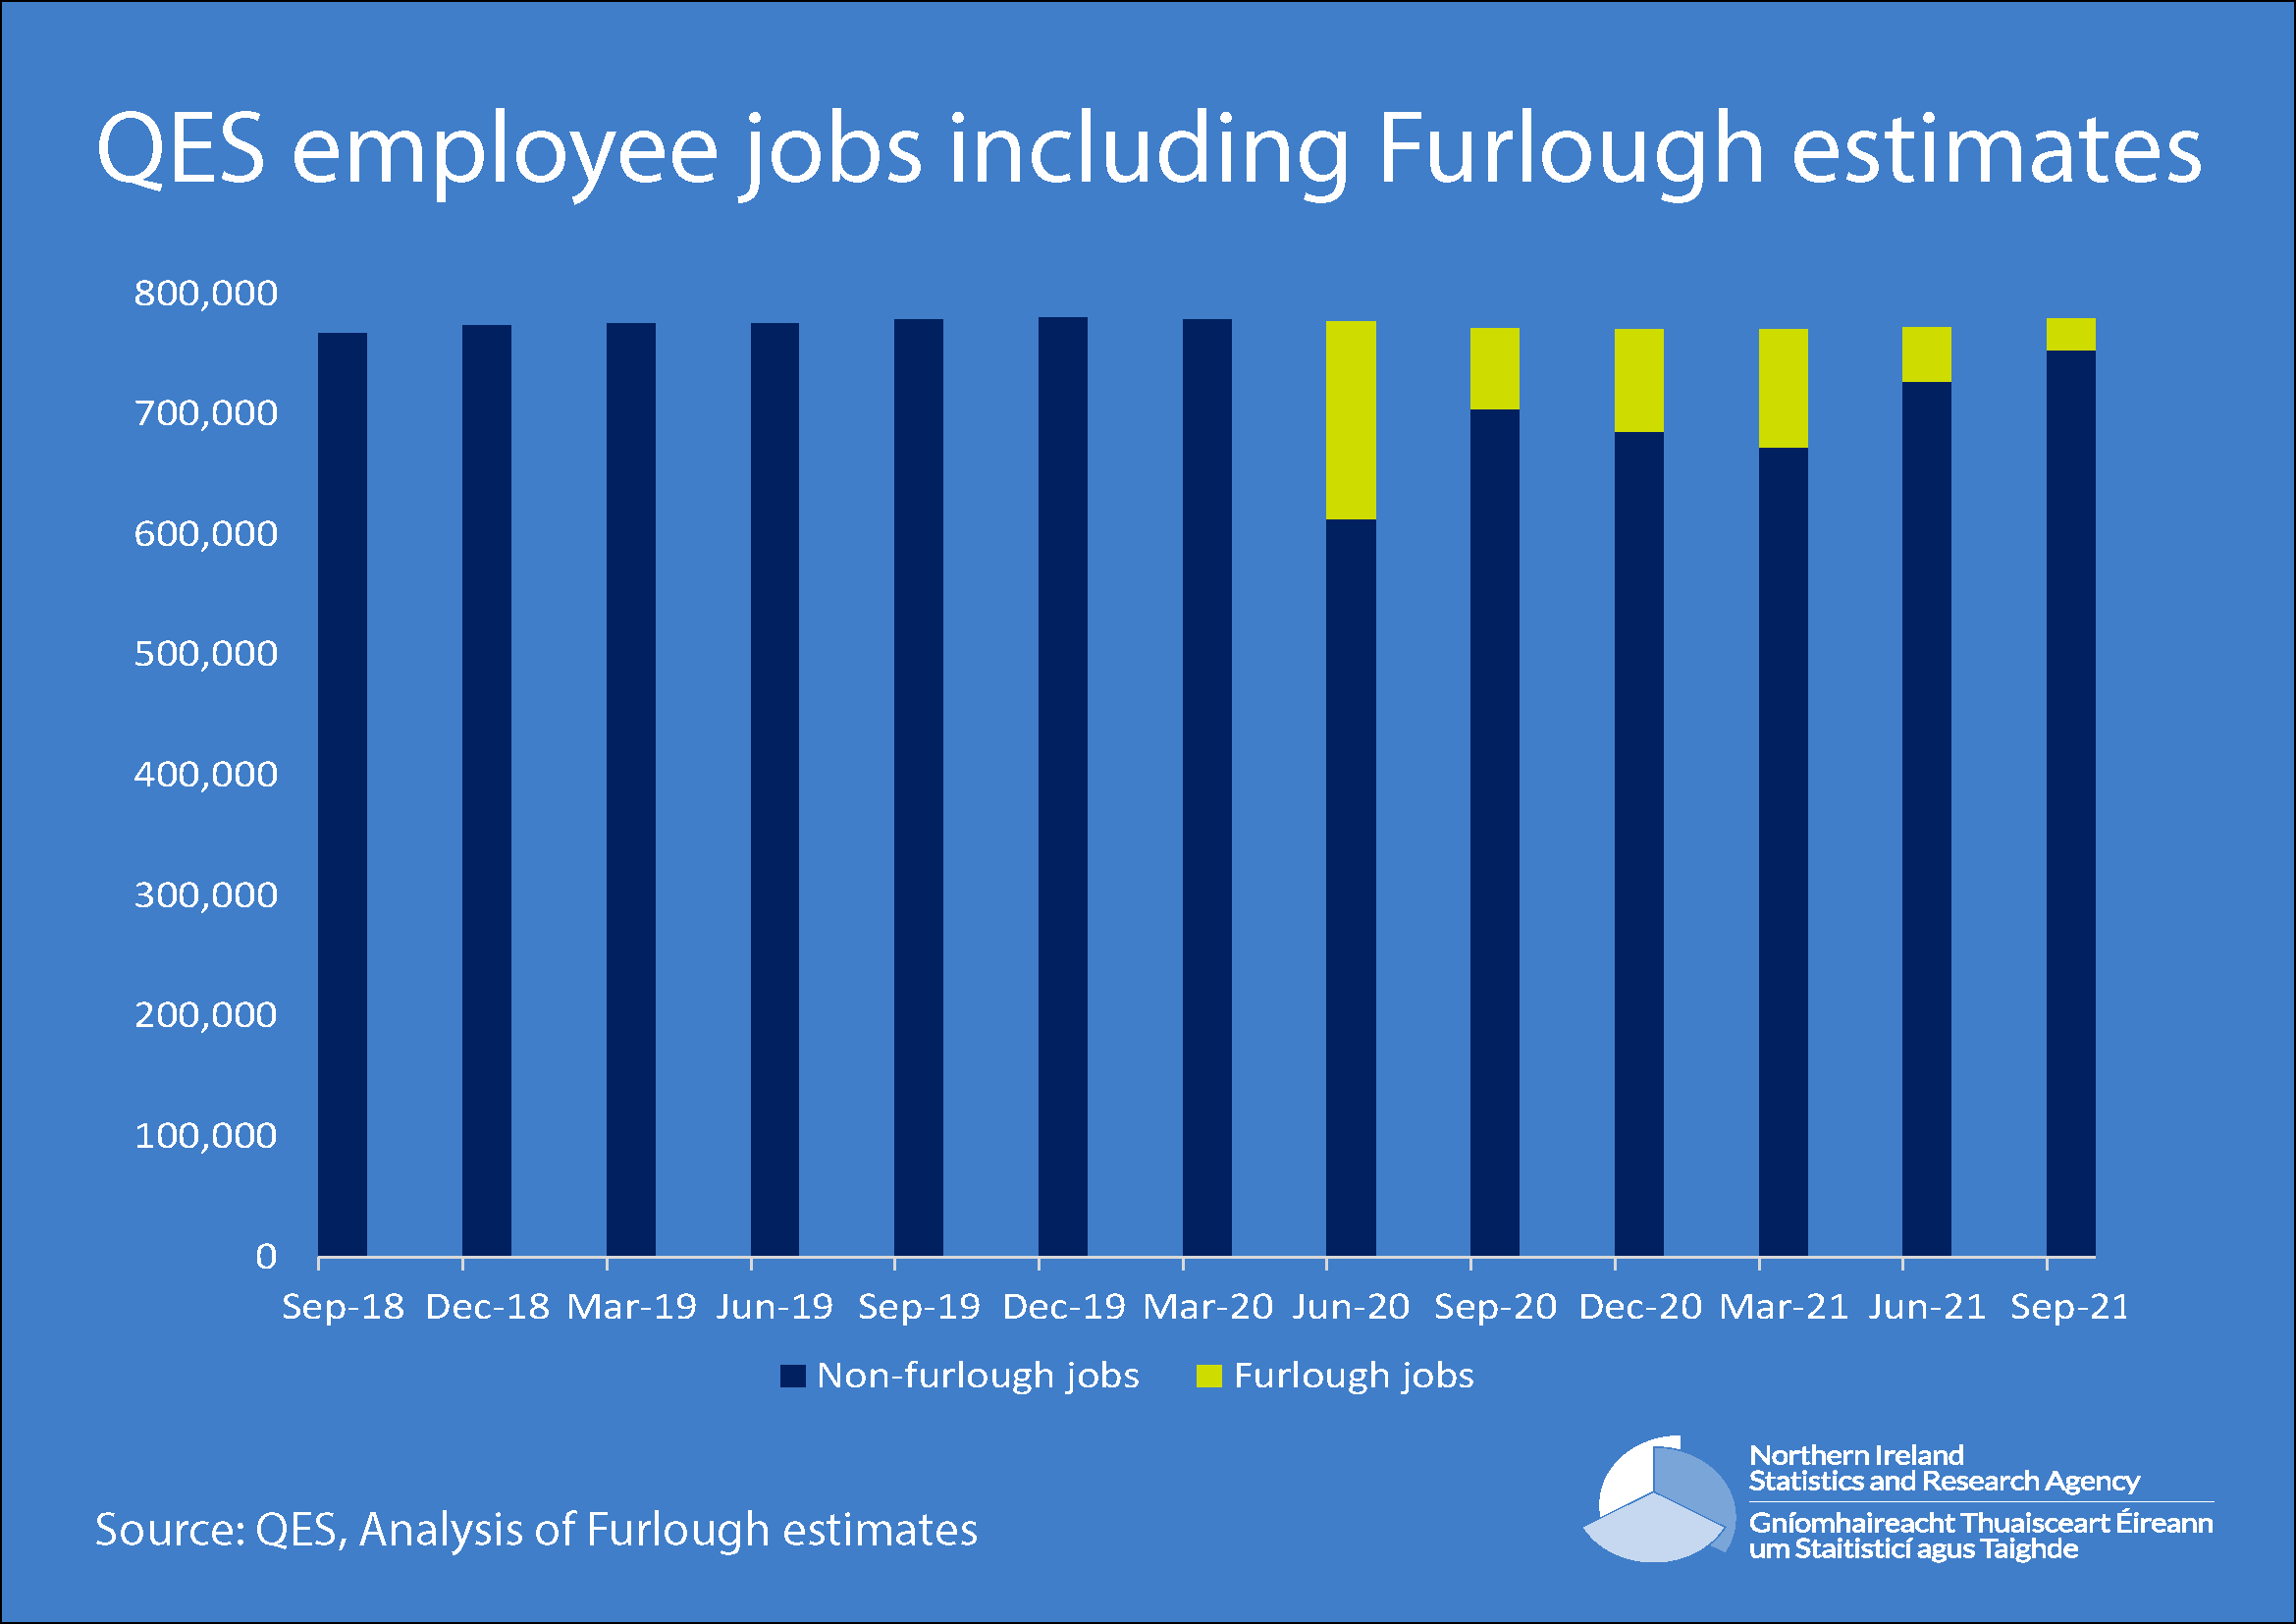 QES employee jobs including Furlough estimates
800,000
700,000
600,000
500,000
400,000
300,000
200,000
100,000
0
Sep-18 Dec-18 Mar-19 Jun-19 Sep-19 Dec-19 Mar-20 Jun-20 Sep-20 Dec-20 Mar-21 Jun-21 Sep-21
Non-furlough jobs Furlough jobs
Source: QES, Analysis of Furlough estimates
Northern Ireland
Statistics and Research Agency
Gníomhaireacht Thuaisceart Éireann
um Staitisticí agus Taighde